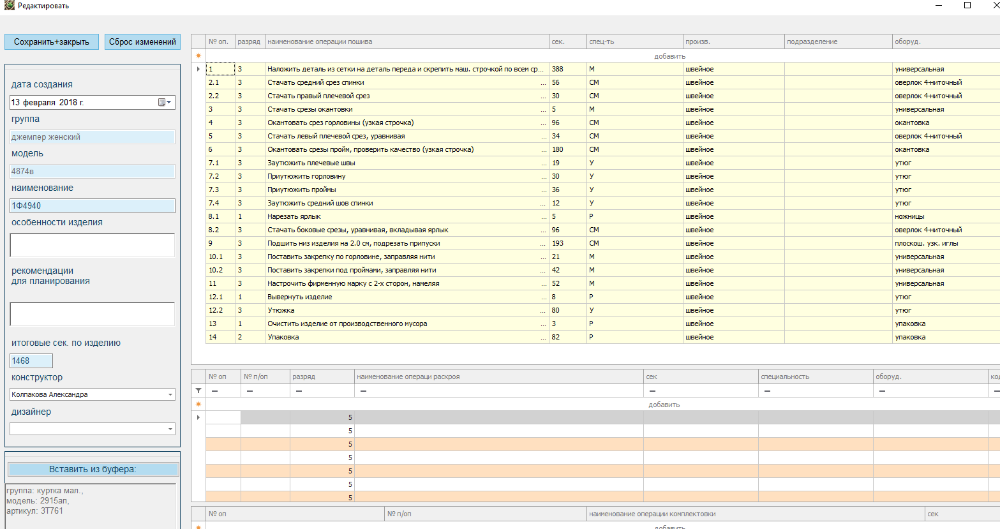 Редактировать
Сохранить+закрыть Сброс изменений
дата создания
13 февраля 2018 г.
группа
джемпер женский
модель
4874в
наименование
1Ф4940
особенности изделия
рекомендации
для планирования
итоговые сек. по изделию
1468
конструктор
Колпакова Александра
дизайнер
Вставить из буфера:
группа: куртка мал.,
модель: 2915ап,
артикул: 3Т761
№ оп. разряд наименование операции пошива сек. спец-ть произв. подразделение оборуд.
добавить
1 3 Наложить деталь из сетки на деталь переда и скрепить маш. строчкой по всем ср... 388 М швейное универсальная
2.1 3 Стачать средний срез спинки ... 56 СМ швейное оверлок 4-ниточный
2.2 3 Стачать правый плечевой срез ... 30 СМ швейное оверлок 4-ниточный
3 3 Стачать срезы окантовки ... 5 М швейное универсальная
4 3 Окантовать срез горловины (узкая строчка) ... 96 СМ швейное окантовка
5 3 Стачать левый плечевой срез, уравнивая ... 34 СМ швейное оверлок 4-ниточный
6 3 Окантовать срезы пройм, проверить качество (узкая строчка) ... 180 СМ швейное окантовка
7.1 3 Заутюжить плечевые швы ... 19 У швейное утюг
7.2 3 Приутюжить горловину ... 30 У швейное утюг
7.3 3 Приутюжить проймы ... 36 У швейное утюг
7.4 3 Заутюжить средний шов спинки ... 12 У швейное утюг
8.1 1 Нарезать ярлык ... 5 Р швейное ножницы
8.2 3 Стачать боковые срезы, уравнивая, вкладывая ярлык ... 96 СМ швейное оверлок 4-ниточный
9 3 Подшить низ изделия на 2.0 см, подрезать припуски ... 193 СМ швейное плоскош. узк. иглы
10.1 3 Поставить закрепку по горловине, заправляя нити ... 21 М швейное универсальная
10.2 3 Поставить закрепки под проймами, заправляя нити ... 42 М швейное универсальная
11 3 Настрочить фирменную марку с 2-х сторон, намеляя ... 52 М швейное универсальная
12.1 1 Вывернуть изделие ... 8 Р швейное утюг
12.2 3 Утюжка ... 80 У швейное утюг
13 1 Очистить изделие от производственного мусора ... 3 Р швейное упаковка
14 2 Упаковка ... 82 Р швейное упаковка
№ оп № п/оп разряд наименование операци раскроя сек специальность оборуд. код
= = = = = = = =
добавить
5
5
5
5
5
5
5
№ оп № п/оп наименование операции комплектовки сек
добавить